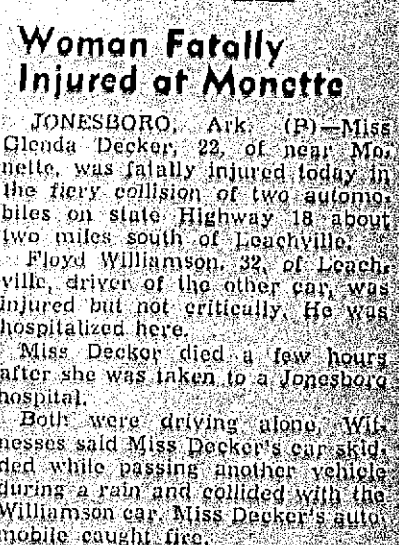 Woman Fatally
Injured at Monette
JONESBORO, Ark. (P)—Miss
Glenda Decker, 22, of near Mo-
nette, was fatally injured today in
the fiery collision of two automo-
biles on state Highway 18 about
two miles south of Leachville.
Floyd Williamson, 32, of Leach-
ville, driver of the other car, was
injured but not critically. He was
hospitalized here.
Miss Decker died a few hours
after she was taken to a Jonesboro
hospital.
Both were driving alone. Wit-
nesses said Miss Decker's car skid-
ded while passing another vehicle
during a rain and collided with the
Williamson car. Miss Decker's auto-
mobile caught fire.